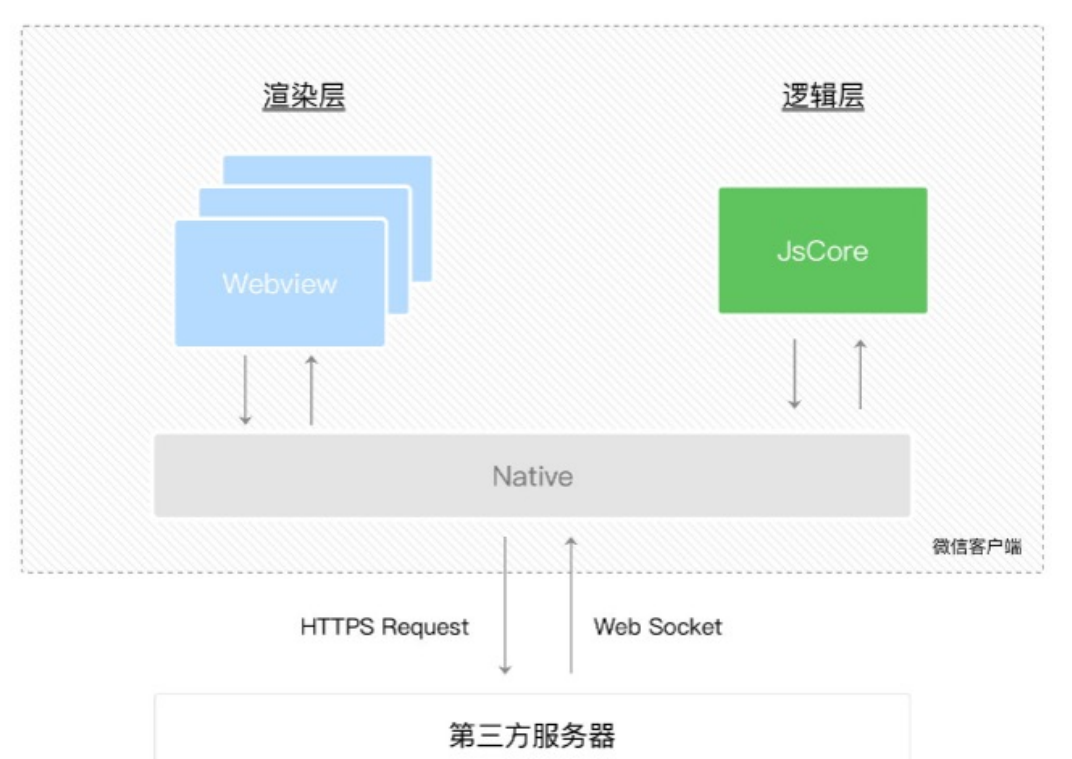 渲染层
逻辑层
Webview
JsCore
Native
微信客户端
HTTPS Request
Web Socket
第三方服务器